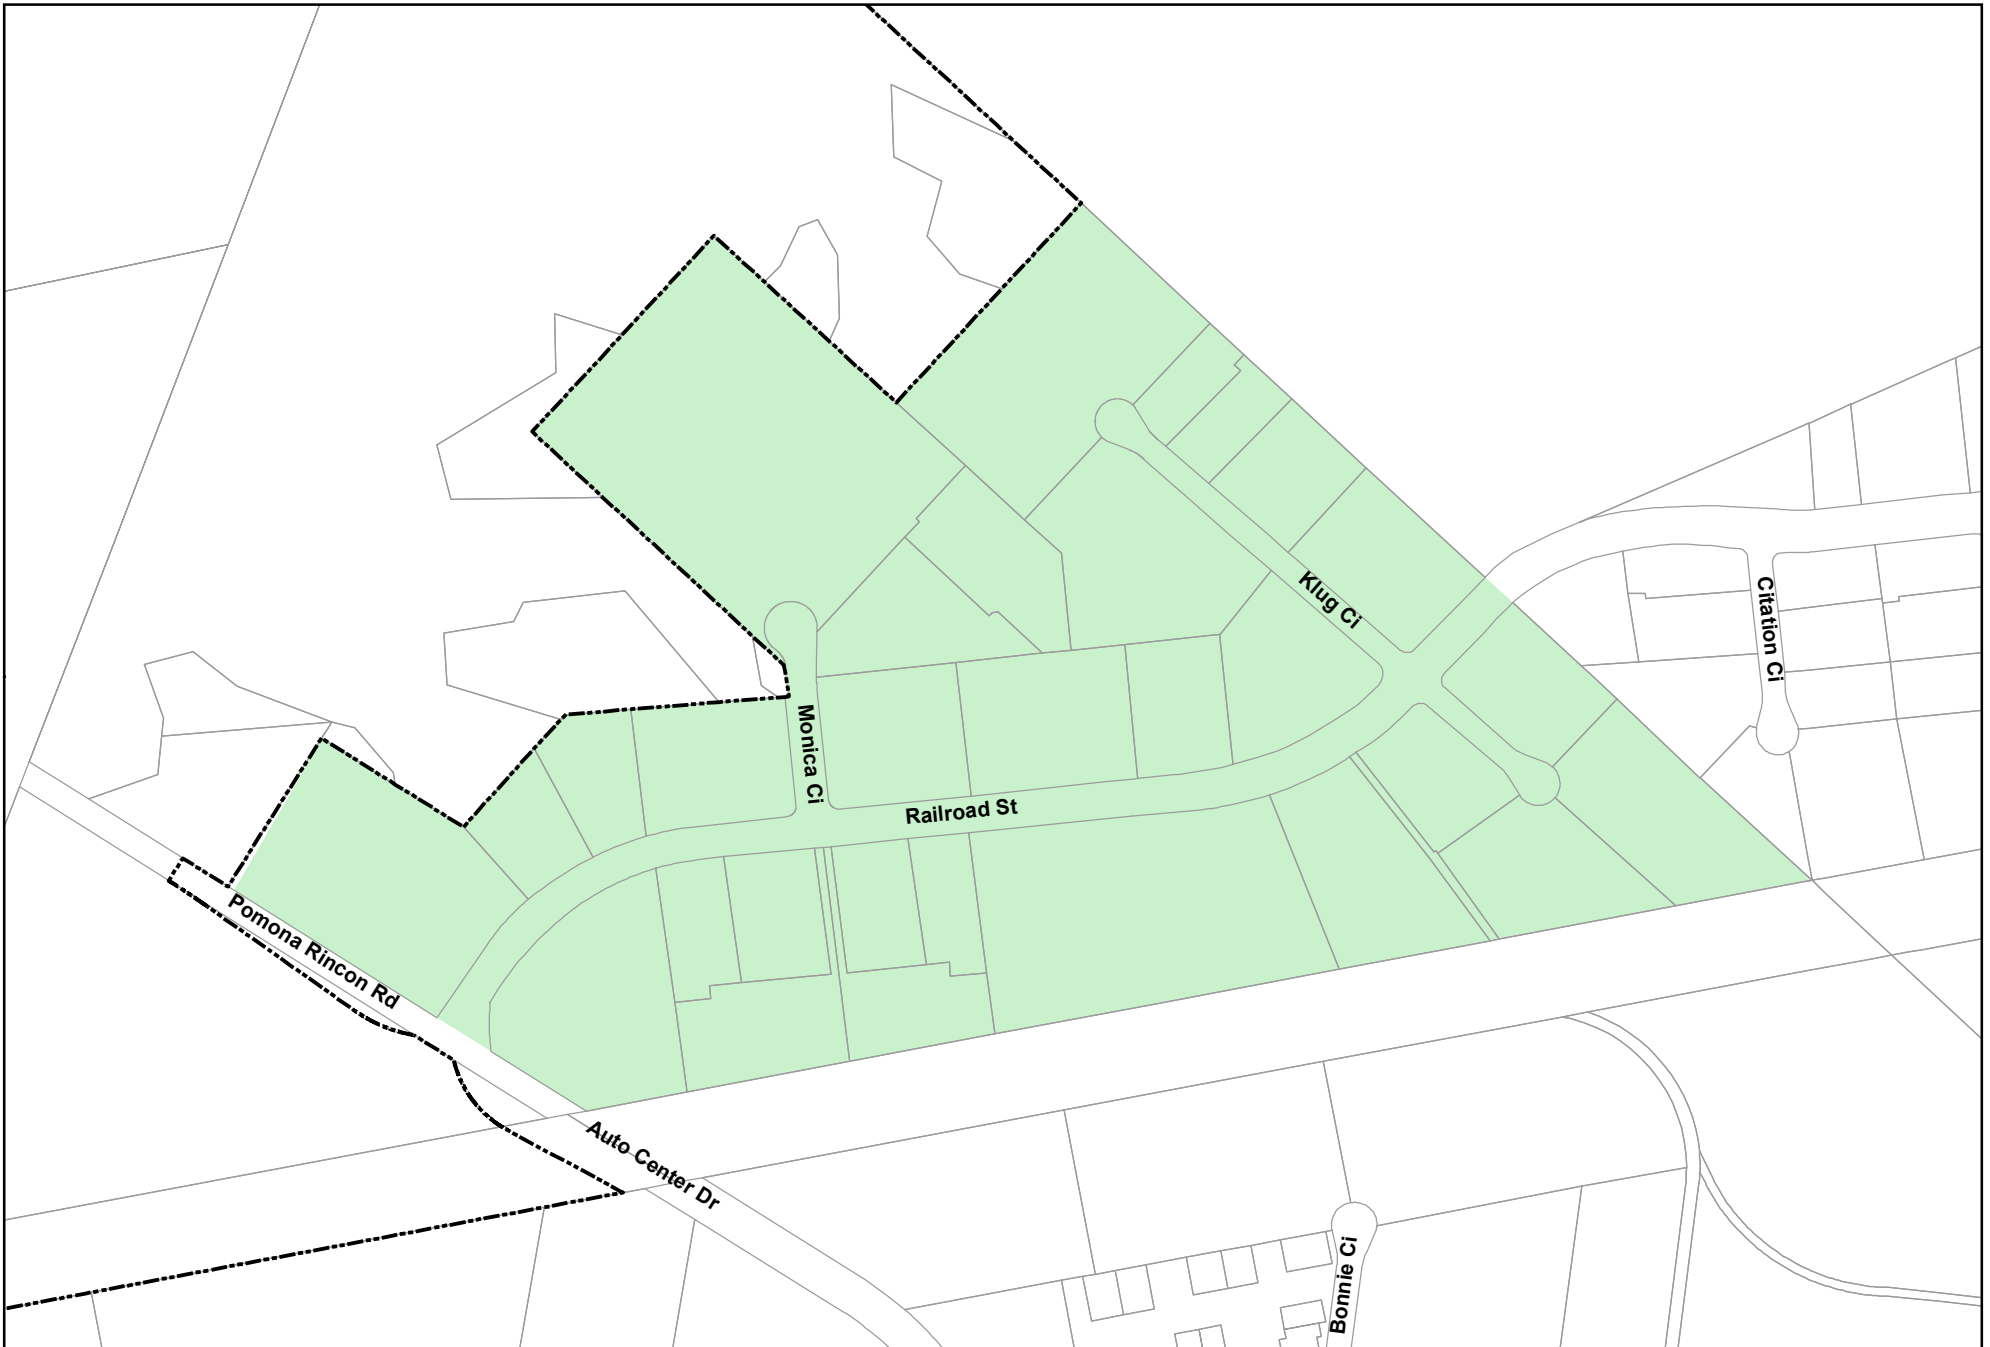 Klug Ci
Citation Ci
Monica Ci
Railroad St
Pomona Rincon Rd
Auto Center Dr
Bonnie Ci